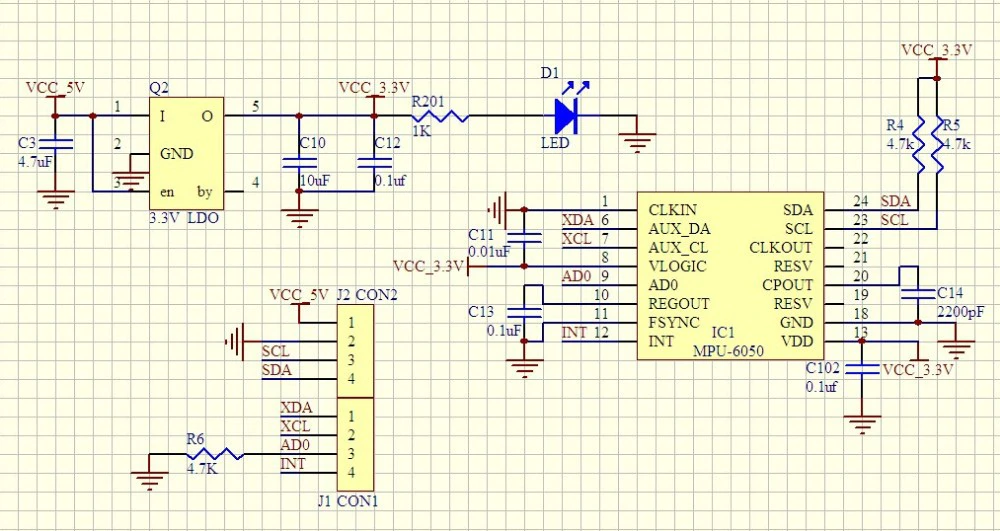 VCC_3.3V
VCC_5V
Q2
VCC_3.3V
D1
R201
1K
LED
C3
4.7uF
1
2
3
I
GND
en
O
by
5
4
3.3V LDO
C10
10uF
C12
0.1uf
R4
4.7k
R5
4.7k
C11
0.01uF
VCC_3.3V
C13
0.1uF
XDA
XCL
AD0
INT
1
6
7
8
9
10
11
12
CLKIN
AUX_DA
AUX_CL
VLOGIC
AD0
REGOUT
FSYNC
INT
IC1
MPU-6050
SDA
SCL
CLKOUT
RESV
CPOUT
RESV
GND
VDD
24
23
22
21
20
19
18
13
SDA
SCL
C14
2200pF
C102
0.1uf
VCC_3.3V
VCC_5V
J2 CON2
SCL
SDA
1
2
3
4
XDA
XCL
AD0
INT
1
2
3
4
R6
4.7K
J1 CON1